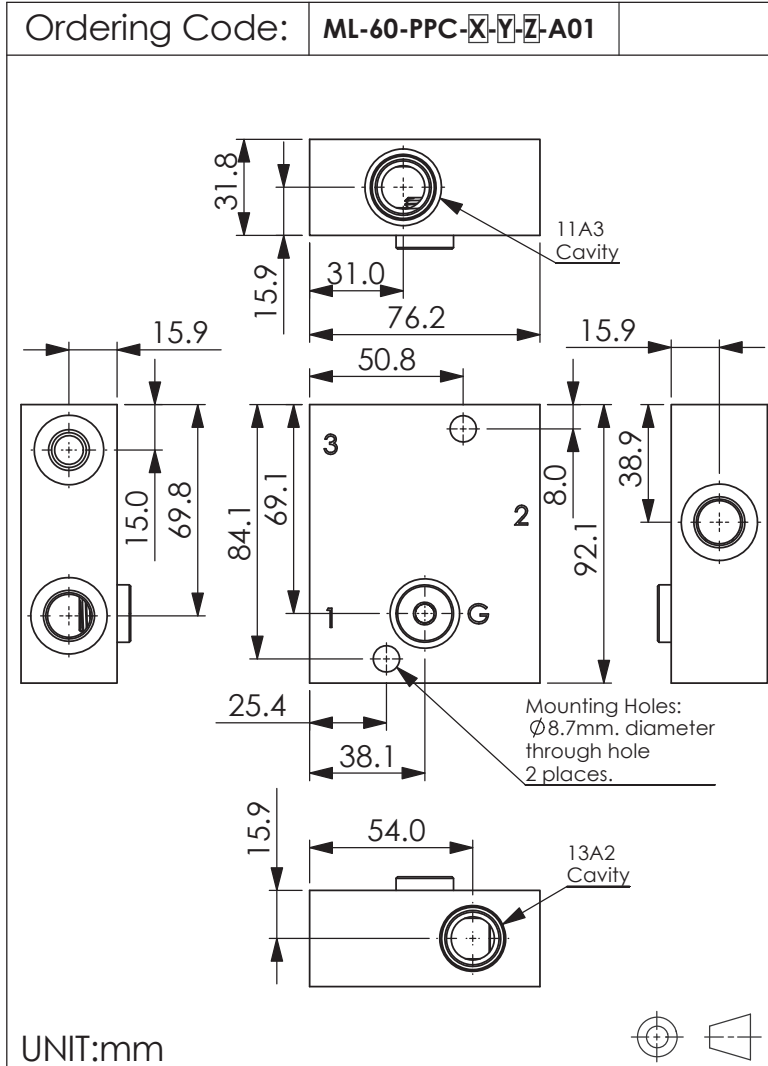 Ordering Code:
ML-60-PPC-X-Y-Z-A01
31.8
15.9
11A3
Cavity
31.0
76.2
15.9
50.8
15.9
3
8.0
15.0
69.8
84.1
69.1
2
92.1
38.9
1
G
25.4
38.1
Mounting Holes:
Ø8.7mm. diameter
through hole
2 places.
15.9
54.0
13A2
Cavity
UNIT:mm